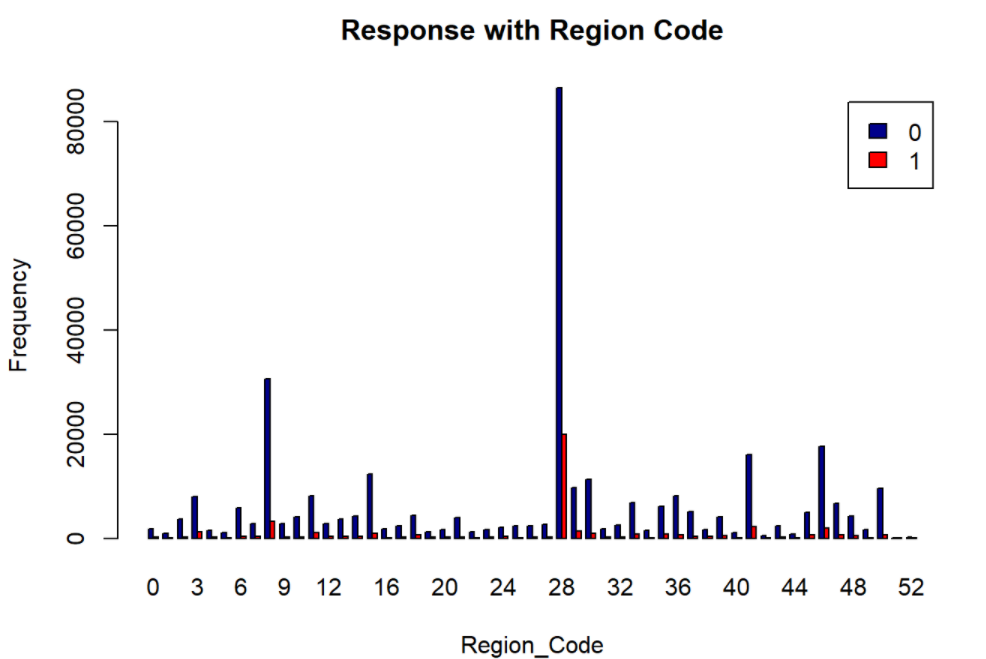 Response with Region Code
80000
60000
40000
20000
0
Frequency
0
1
0 3 6 9 12 16 20 24 28 32 36 40 44 48 52
Region_Code